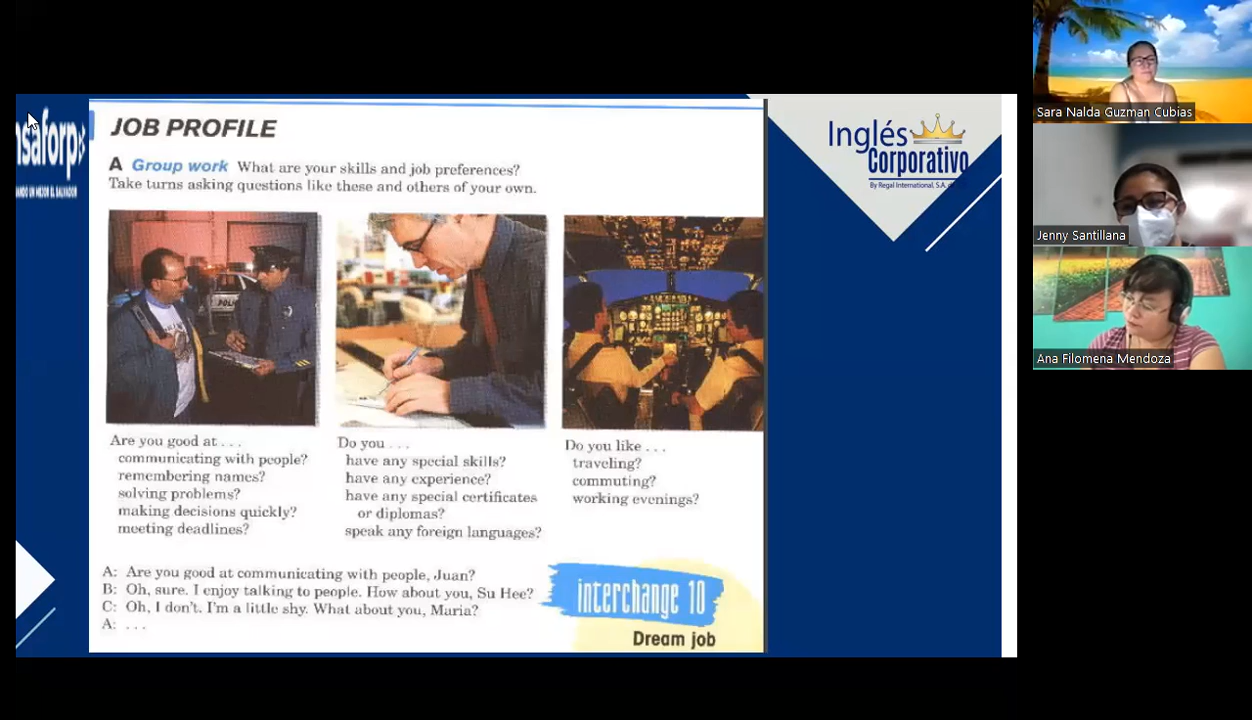 JOB PROFILE
A Group work What are your skills and job preferences?
Take turns asking questions like these and others of your own.
Are you good at . . .
communicating with people?
remembering names?
solving problems?
making decisions quickly?
meeting deadlines?
Do you . . .
have any special skills?
have any experience?
have any special certificates
or diplomas?
speak any foreign languages?
Do you like . . .
traveling?
commuting?
working evenings?
A: Are you good at communicating with people, Juan?
B: Oh, sure. I enjoy talking to people. How about you, Su Hee?
C: Oh, I don't. I'm a little shy. What about you, Maria?
A: . . .
interchange 10
Dream job
nsaforp
UN MEJOR EL SALVADOR
Inglés
Corporativo
By Regal International, S.A.
POLI
Sara Nalda Guzman Cubias
Jenny Santillana
Ana Filomena Mendoza